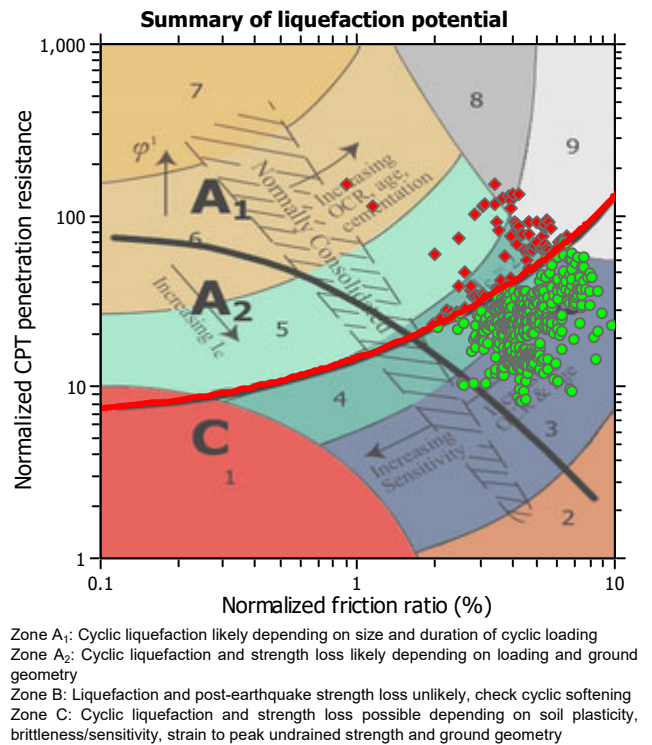 Summary of liquefaction potential
1,000
100
10
1
Normalized CPT penetration resistance
7
8
9
φ'
A1
Increasing
OCR, age,
cementation
Normally Consolidated
6
A2
Increasing Ic
5
4
C
1
Increasing
Sensitivity
OCR & age
3
2
0.1
1
10
Normalized friction ratio (%)
Zone A1: Cyclic liquefaction likely depending on size and duration of cyclic loading
Zone A2: Cyclic liquefaction and strength loss likely depending on loading and ground
geometry
Zone B: Liquefaction and post-earthquake strength loss unlikely, check cyclic softening
Zone C: Cyclic liquefaction and strength loss possible depending on soil plasticity,
brittleness/sensitivity, strain to peak undrained strength and ground geometry